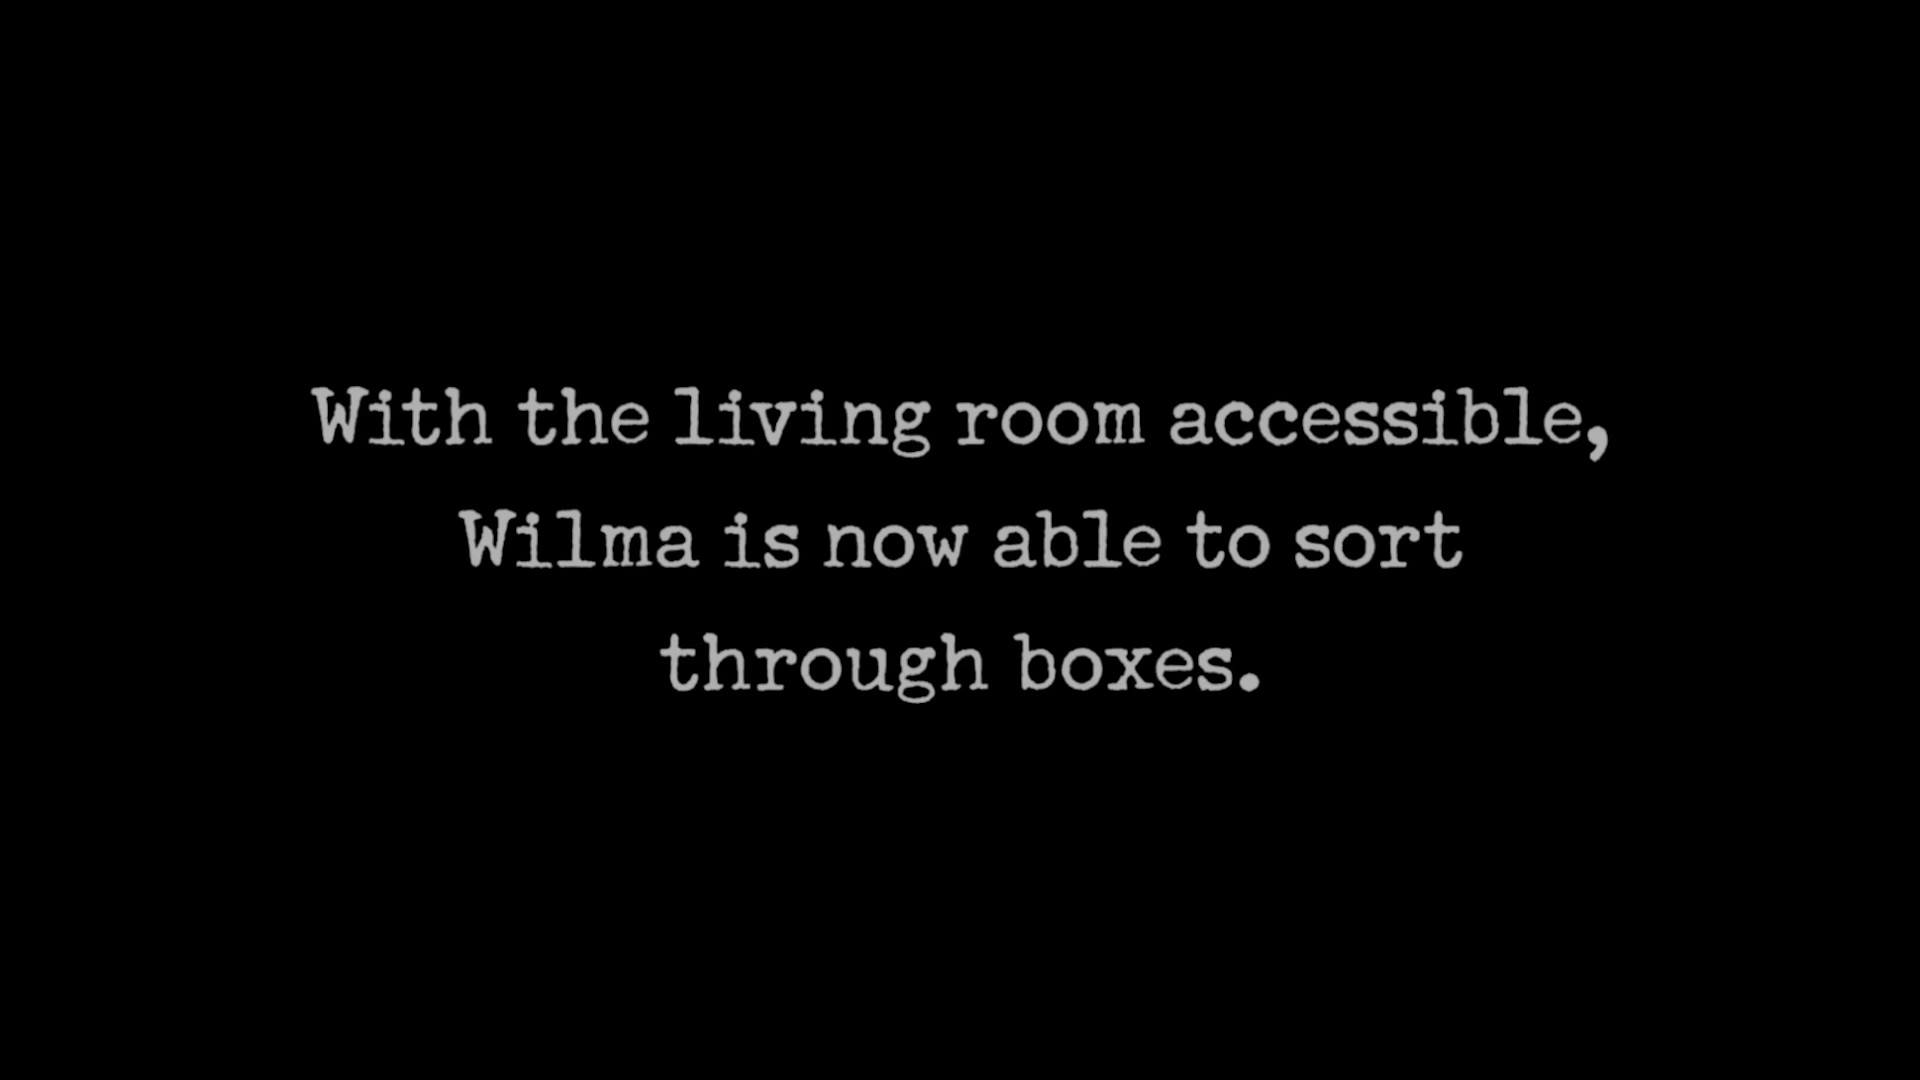 With the living room accessible,
Wilma is now able to sort
through boxes.